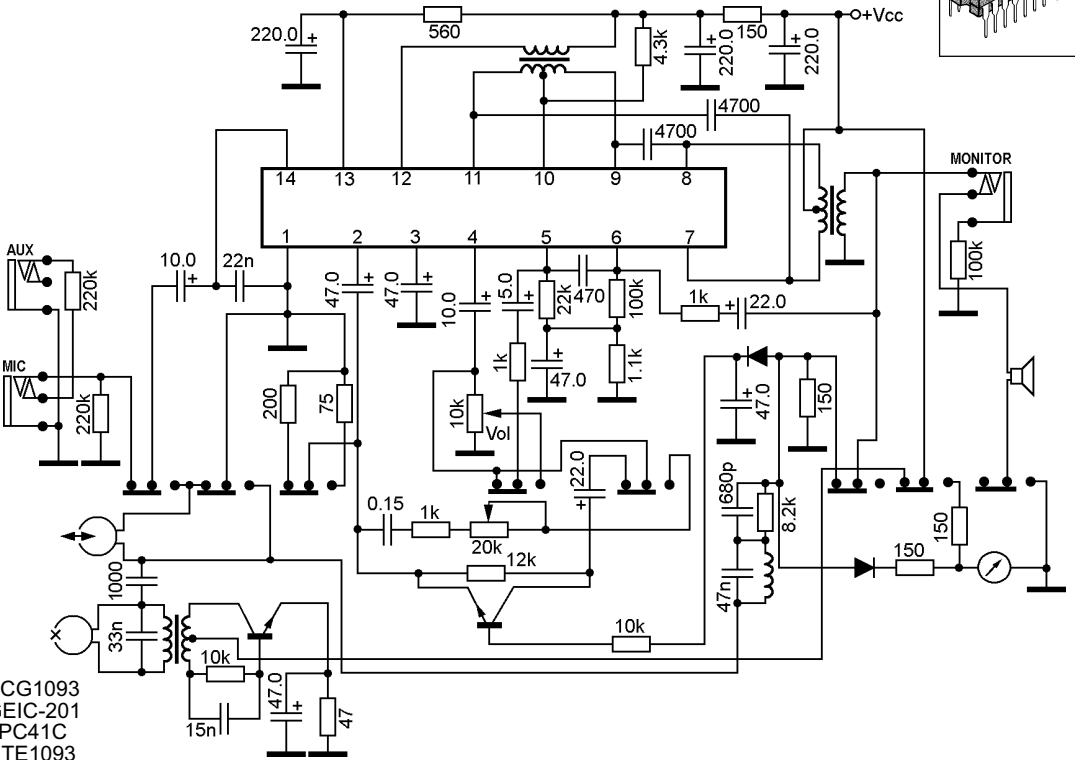 +Vcc
220.0
560
4.3k
220.0
150
220.0
4700
4700
14
13
12
11
10
9
8
MONITOR
1
2
3
4
5
6
7
AUX
10.0
22n
220k
47.0
47.0
10.0
5.0
22k
470
100k
1k
22.0
100k
MIC
220k
200
75
1k
47.0
1.1k
10k
Vol
47.0
150
22.0
680p
8.2k
0.15
1k
20k
12k
47n
150
150
1000
33n
10k
10k
15n
47.0
47
CG1093
GEIC-201
PC41C
TE1093